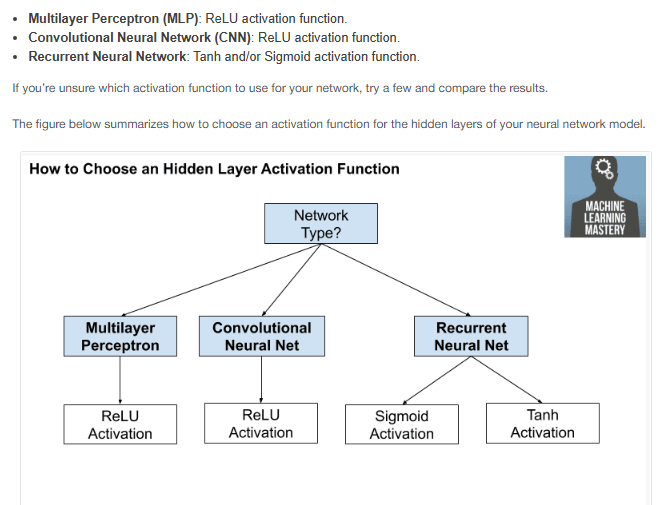 Multilayer Perceptron (MLP): ReLU activation function.
Convolutional Neural Network (CNN): ReLU activation function.
Recurrent Neural Network: Tanh and/or Sigmoid activation function.
If you're unsure which activation function to use for your network, try a few and compare the results.
The figure below summarizes how to choose an activation function for the hidden layers of your neural network model.
How to Choose an Hidden Layer Activation Function
MACHINE
LEARNING
MASTERY
Network
Type?
Multilayer
Perceptron
Convolutional
Neural Net
Recurrent
Neural Net
ReLU
Activation
ReLU
Activation
Sigmoid
Activation
Tanh
Activation